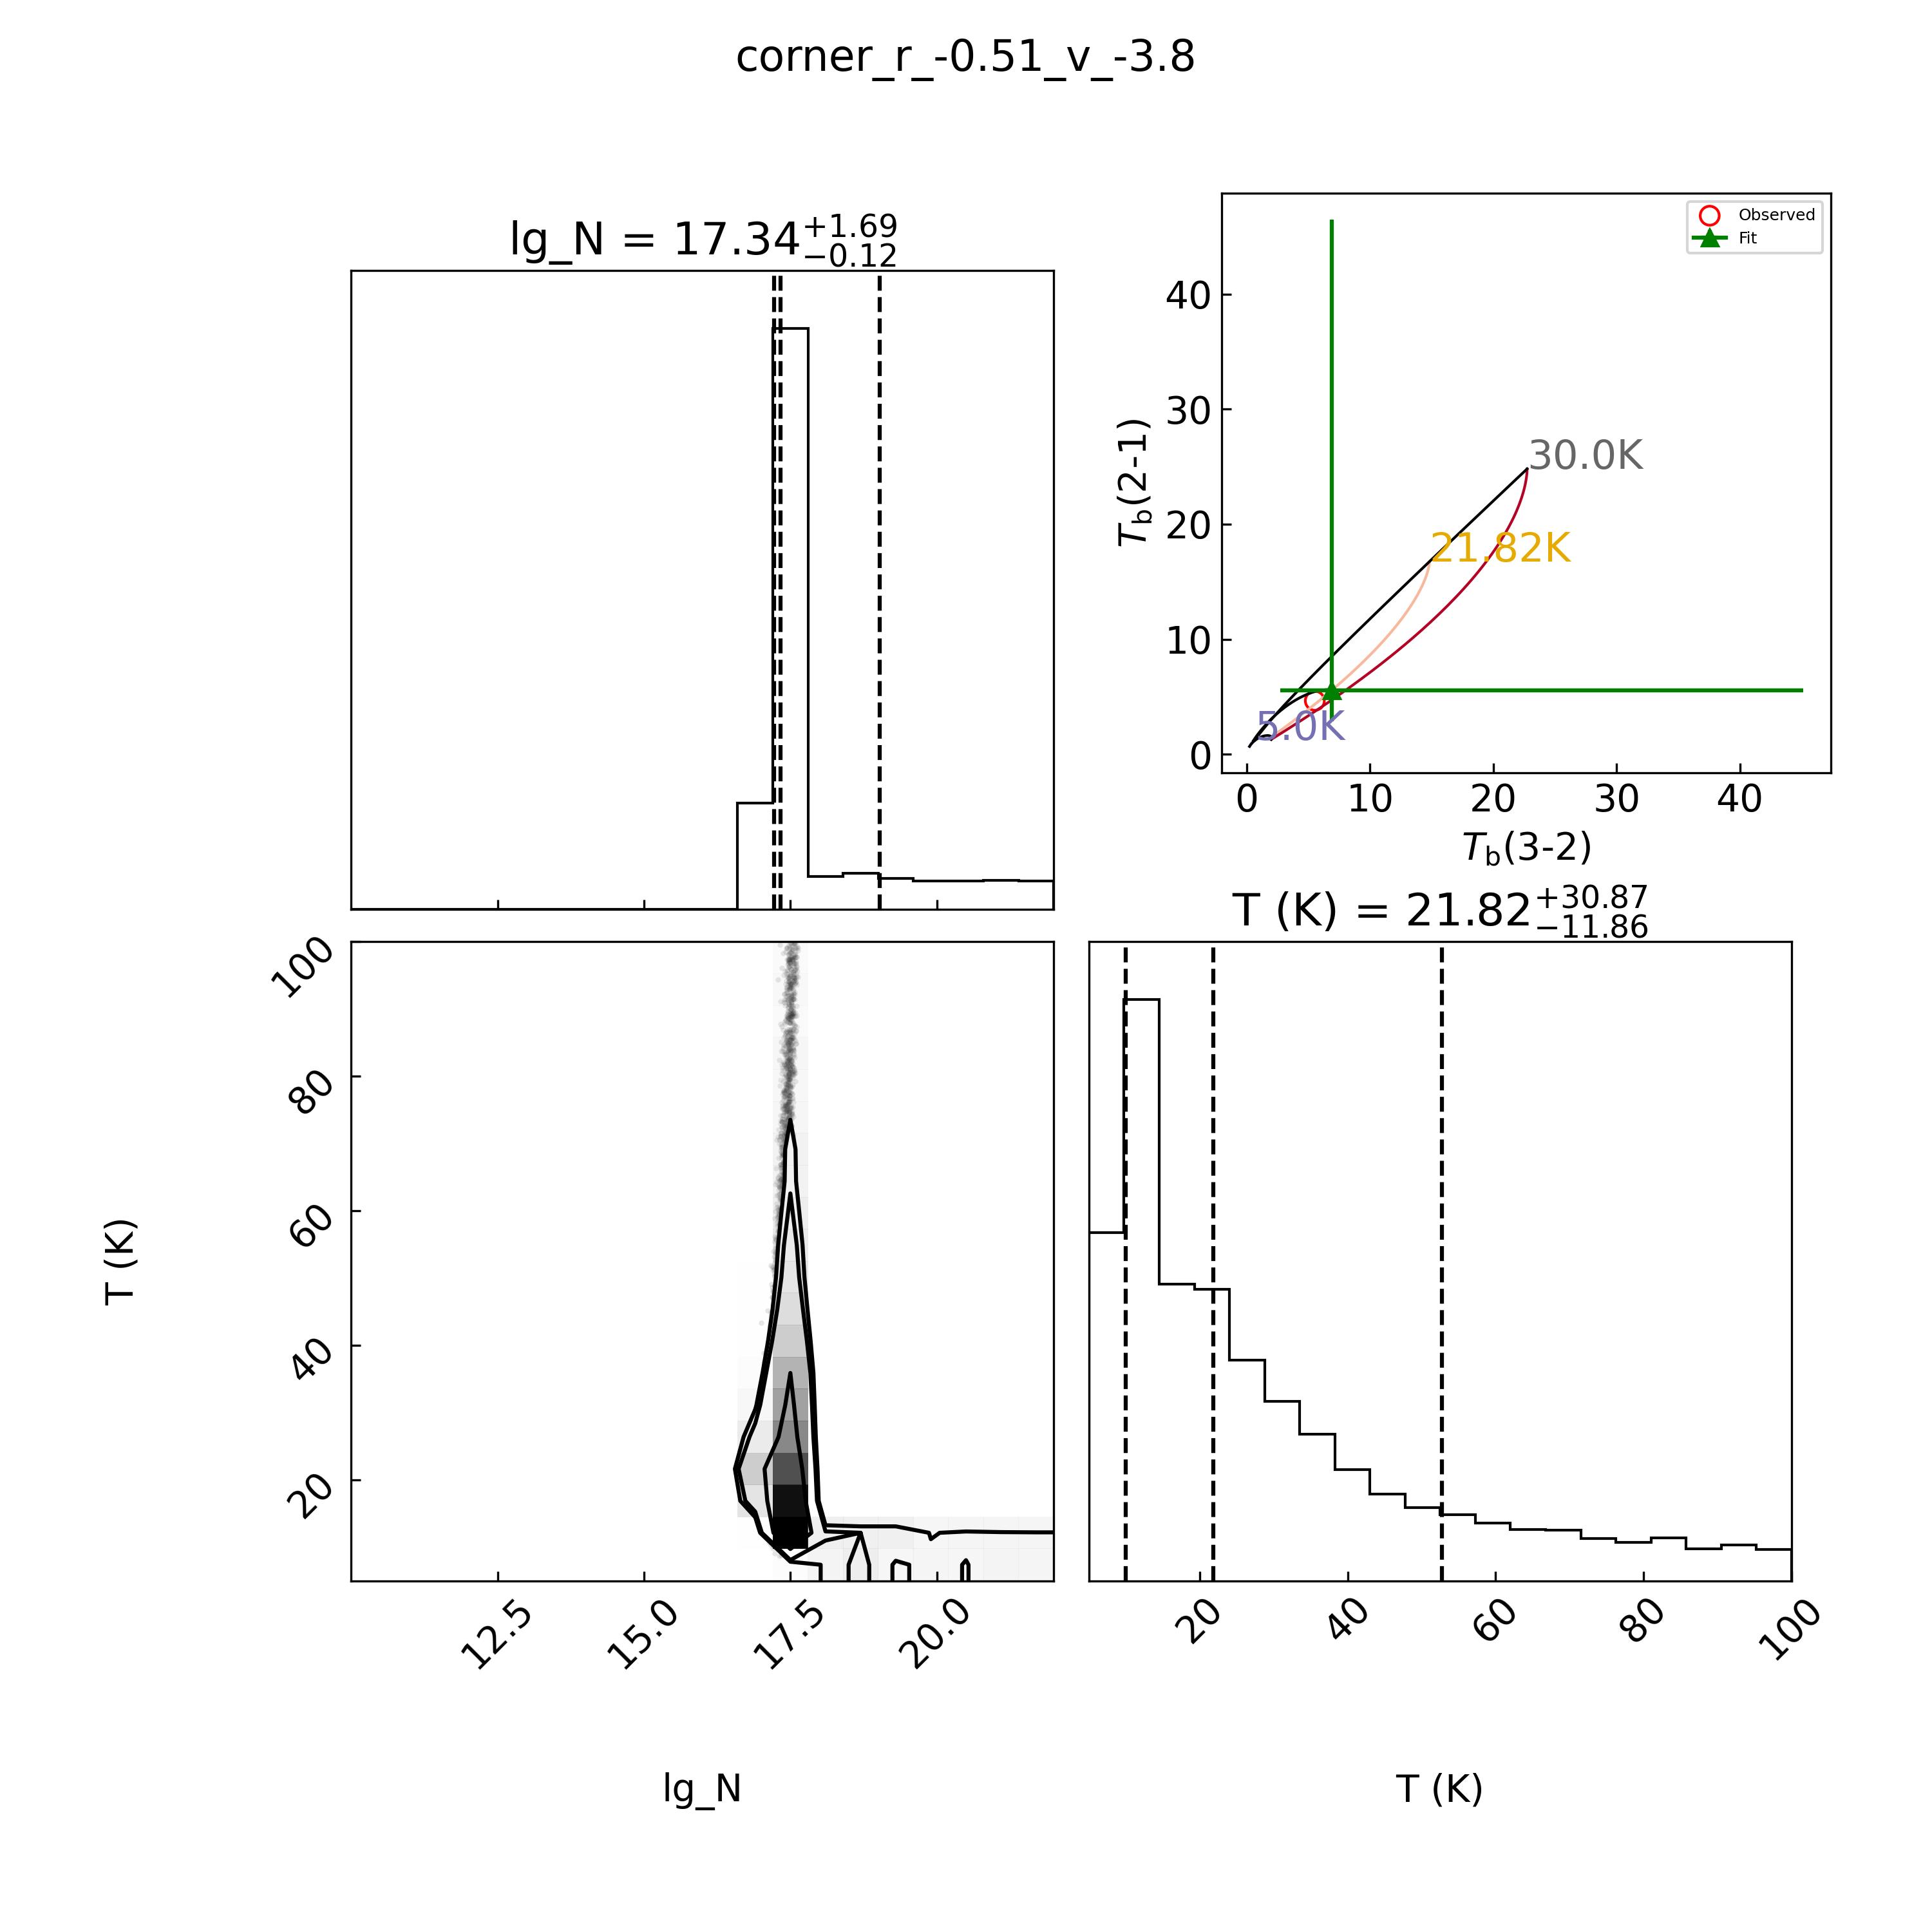 corner_r_-0.51_v_-3.8
lg_N = 17.34+1.69−0.12
Observed
Fit
40
30
20
10
0
Tb(2-1)
30.0K
21.82K
5.0K
0 10 20 30 40
Tb(3-2)
T (K) = 21.82+30.87−11.86
100
80
60
40
20
T (K)
12.5 15.0 17.5 20.0
lg_N
20 40 60 80 100
T (K)